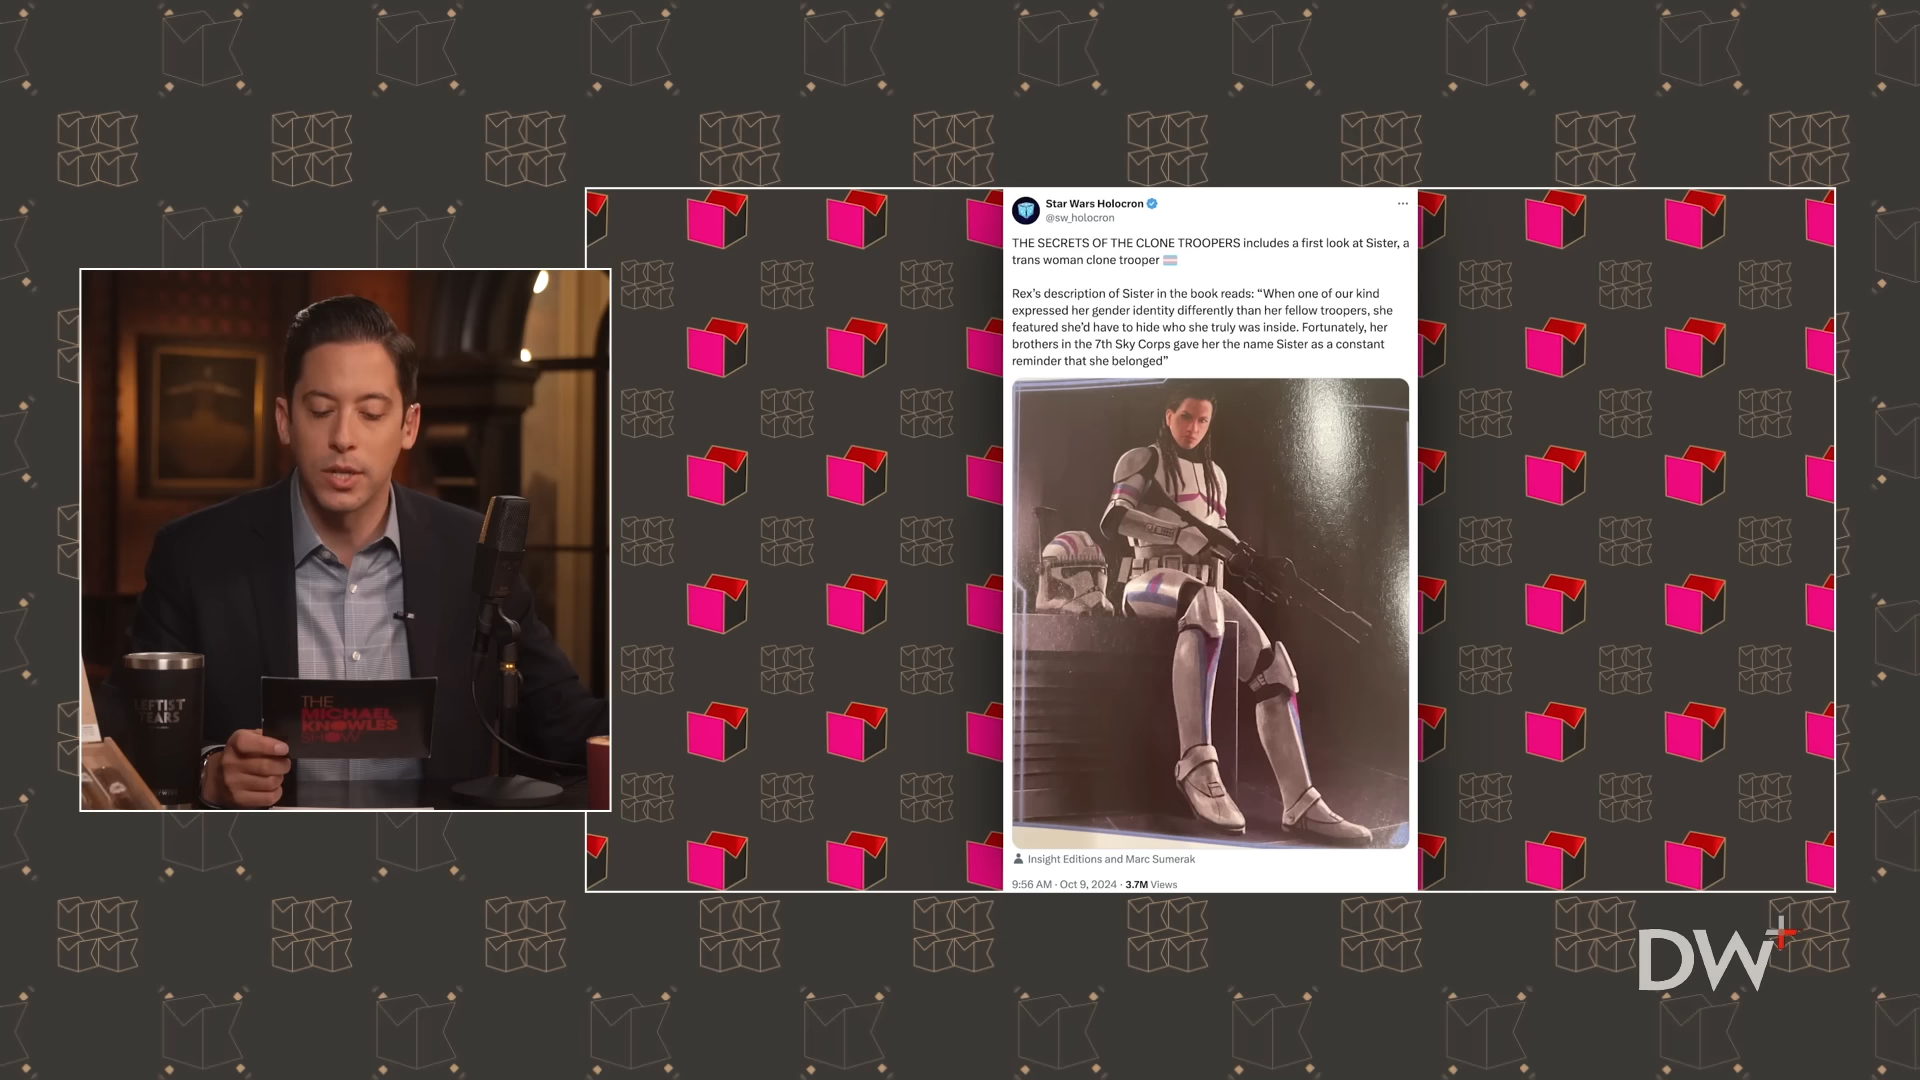 Star Wars Holocron
@sw_holocron
THE SECRETS OF THE CLONE TROOPERS includes a first look at Sister, a
trans woman clone trooper
Rex's description of Sister in the book reads: “When one of our kind
expressed her gender identity differently than her fellow troopers, she
featured she'd have to hide who she truly was inside. Fortunately, her
brothers in the 7th Sky Corps gave her the name Sister as a constant
reminder that she belonged”
Insight Editions and Marc Sumerak
9:56 AM · Oct 9, 2024 · 3.7M Views
LEFTIST
TEARS
THE
MICHAEL
KNOWLES
SHOW
DW+